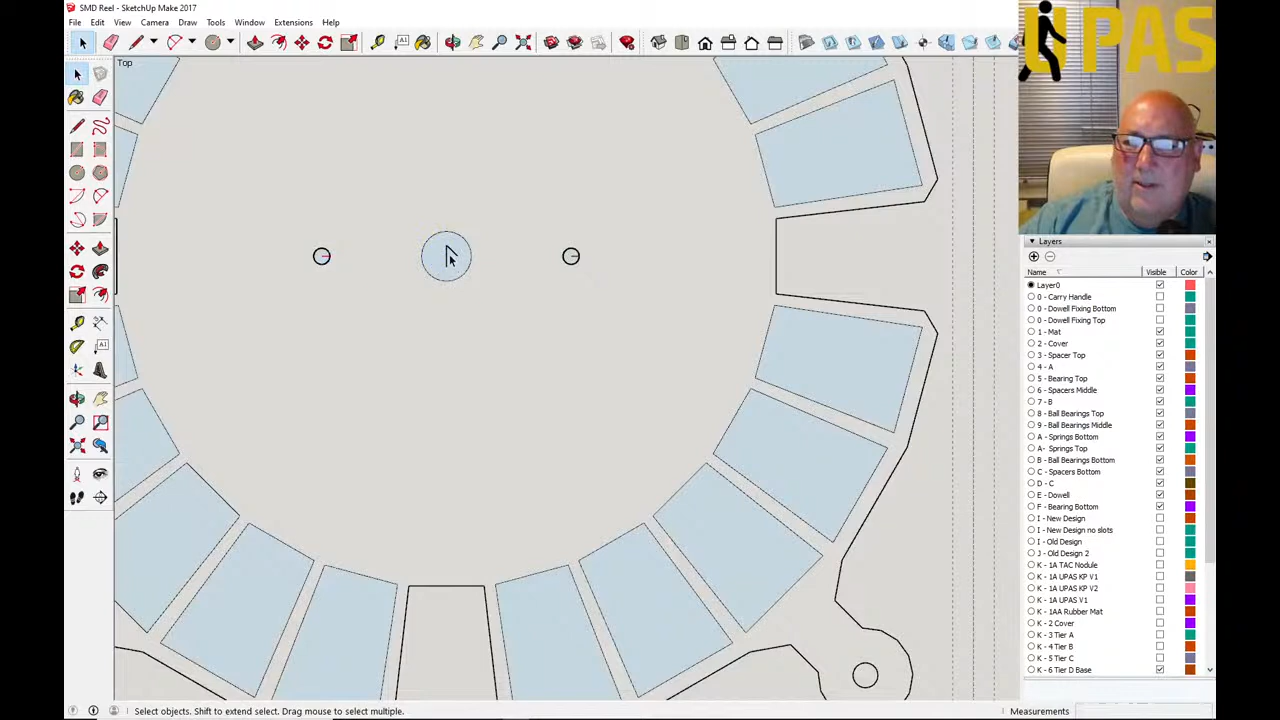 SMD Reel - SketchUp Make 2017
File Edit View Camera Draw Tools Window Extensions Help
Top
UPAS
Layers
Name Visible Color
Layer0
0 - Carry Handle
0 - Dowell Fixing Bottom
0 - Dowell Fixing Top
1 - Mat
2 - Cover
3 - Spacer Top
4 - A
5 - Bearing Top
6 - Spacers Middle
7 - B
8 - Ball Bearings Top
9 - Ball Bearings Middle
A - Springs Bottom
A- Springs Top
B - Ball Bearings Bottom
C - Spacers Bottom
D - C
E - Dowell
F - Bearing Bottom
I - New Design
I - New Design no slots
I - Old Design
J - Old Design 2
K - 1A TAC Nodule
K - 1A UPAS KP V1
K - 1A UPAS KP V2
K - 1A UPAS V1
K - 1AA Rubber Mat
K - 2 Cover
K - 3 Tier A
K - 4 Tier B
K - 5 Tier C
K - 6 Tier D Base
Select objects. Shift to extend select. Drag mouse to select multiple.
Measurements